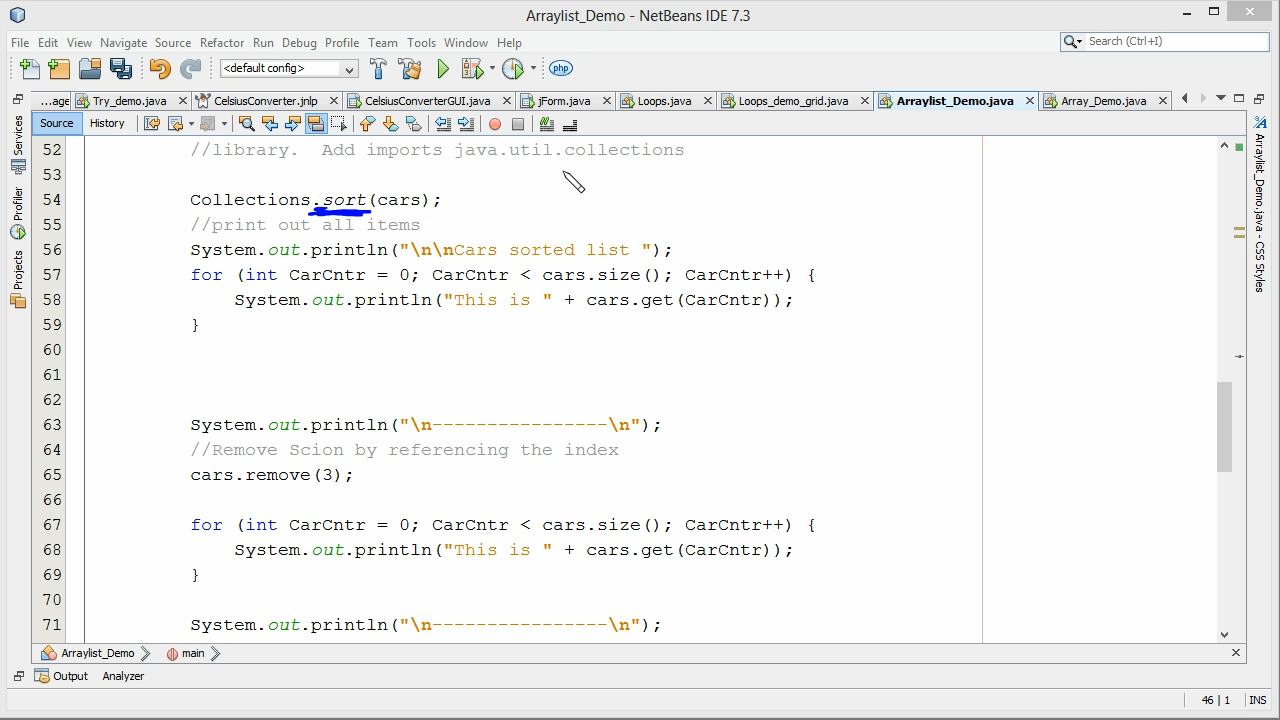 Arraylist_Demo - NetBeans IDE 7.3
File Edit View Navigate Source Refactor Run Debug Profile Team Tools Window Help
Search (Ctrl+I)
<default config>
php
...age Try_demo.java CelsiusConverter.jnlp CelsiusConverterGUI.java jForm.java Loops.java Loops_demo_grid.java Arraylist_Demo.java Array_Demo.java
Source History
Services
Profiler
Projects
52 //library.  Add imports java.util.collections
53
54 Collections.sort(cars);
55 //print out all items
56 System.out.println("\n\nCars sorted list ");
57 for (int CarCntr = 0; CarCntr < cars.size(); CarCntr++) {
58 System.out.println("This is " + cars.get(CarCntr));
59 }
60
61
62
63 System.out.println("\n----------------\n");
64 //Remove Scion by referencing the index
65 cars.remove(3);
66
67 for (int CarCntr = 0; CarCntr < cars.size(); CarCntr++) {
68 System.out.println("This is " + cars.get(CarCntr));
69 }
70
71 System.out.println("\n----------------\n");
Arraylist_Demo.java - CSS Styles
Arraylist_Demo main
Output Analyzer
46 | 1 INS